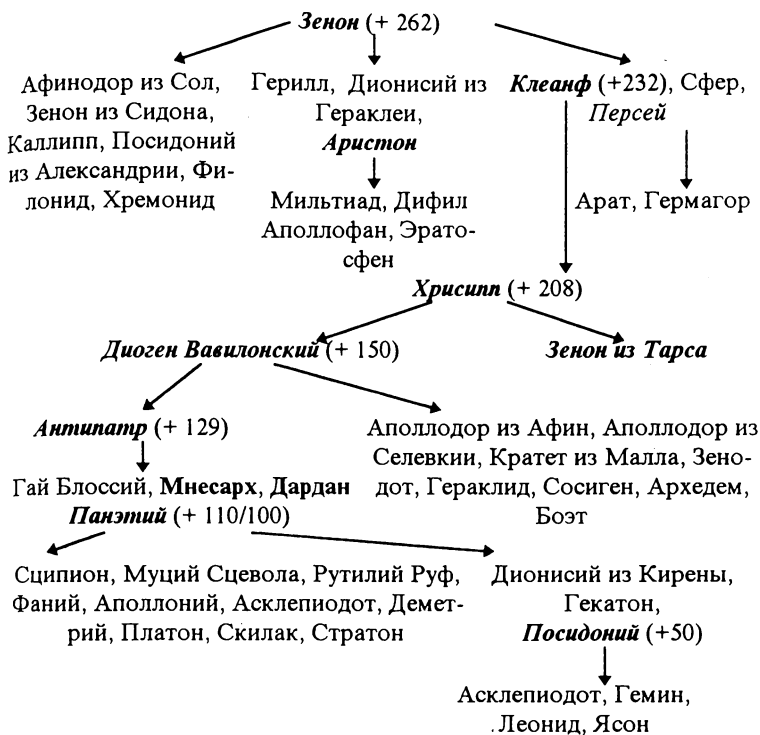 Зенон (+ 262)
Афинодор из Сол,
Зенон из Сидона,
Каллипп, Посидоний
из Александрии, Фи-
лонид, Хремонид
Герилл, Дионисий из
Гераклеи,
Аристон
Клеанф (+232), Сфер,
Персей
Мильтиад, Дифил
Аполлофан, Эрато-
сфен
Арат, Гермагор
Хрисипп (+ 208)
Диоген Вавилонский (+ 150)
Зенон из Тарса
Антипатр (+ 129)
Гай Блоссий, Мнесарх, Дардан
Панэтий (+ 110/100)
Аполлодор из Афин, Аполлодор из
Селевкии, Кратет из Малла, Зено-
дот, Гераклид, Сосиген, Архедем,
Боэт
Сципион, Муций Сцевола, Рутилий Руф,
Фаний, Аполлоний, Асклепиодот, Демет-
рий, Платон, Скилак, Стратон
Дионисий из Кирены,
Гекатон,
Посидоний (+50)
Асклепиодот, Гемин,
Леонид, Ясон